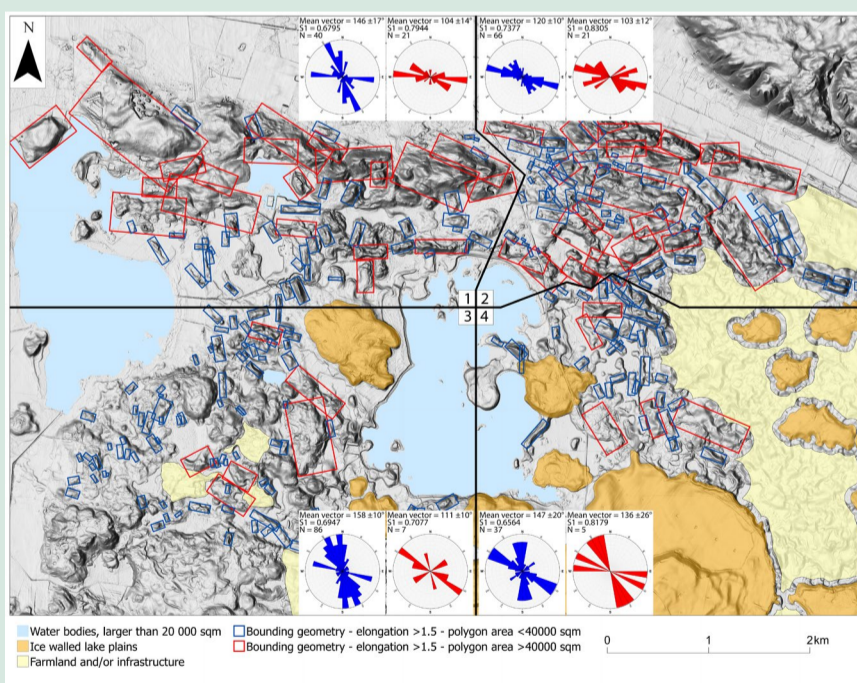 N
Mean vector = 146 ±17°
S1 = 0.6795
N = 40
Mean vector = 104 ±14°
S1 = 0.7944
N = 21
Mean vector = 120 ±10°
S1 = 0.7377
N = 66
Mean vector = 103 ±12°
S1 = 0.8305
N = 21
1 2
3 4
Mean vector = 158 ±10°
S1 = 0.6947
N = 86
Mean vector = 111 ±10°
S1 = 0.7077
N = 7
Mean vector = 147 ±20°
S1 = 0.6564
N = 37
Mean vector = 136 ±26°
S1 = 0.8179
N = 5
Water bodies, larger than 20 000 sqm
Ice walled lake plains
Farmland and/or infrastructure
Bounding geometry - elongation >1.5 - polygon area <40000 sqm
Bounding geometry - elongation >1.5 - polygon area >40000 sqm
0 1 2km